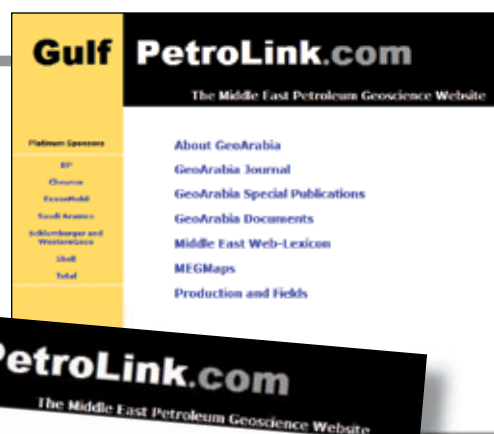 Gulf PetroLink.com
The Middle East Petroleum Geoscience Website
Platinum Sponsors
BP
Chevron
ExxonMobil
Saudi Aramco
Schlumberger and
WesternGeco
Shell
Total
About GeoArabia
GeoArabia Journal
GeoArabia Special Publications
GeoArabia Documents
Middle East Web-Lexicon
MEGMaps
Production and Fields
PetroLink.com
The Middle East Petroleum Geoscience Website